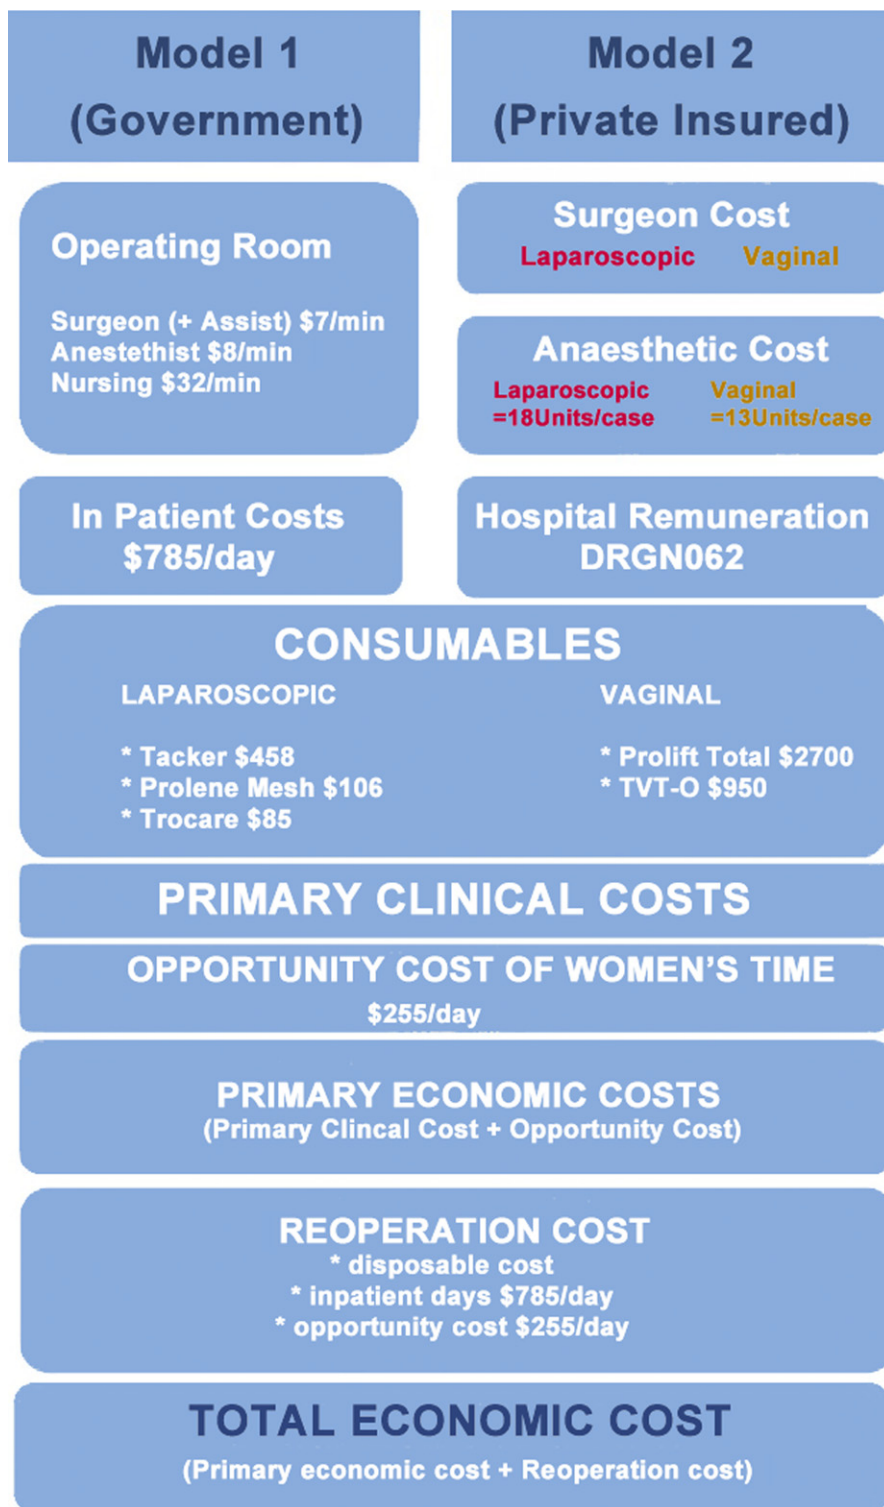 Model 1
(Government)
Model 2
(Private Insured)
Operating Room
Surgeon (+ Assist) $7/min
Anestethist $8/min
Nursing $32/min
Surgeon Cost
Laparoscopic Vaginal
Anaesthetic Cost
Laparoscopic Vaginal
=18Units/case =13Units/case
In Patient Costs
$785/day
Hospital Remuneration
DRGN062
CONSUMABLES
LAPAROSCOPIC
* Tacker $458
* Prolene Mesh $106
* Trocare $85
VAGINAL
* Prolift Total $2700
* TVT-O $950
PRIMARY CLINICAL COSTS
OPPORTUNITY COST OF WOMEN'S TIME
$255/day
PRIMARY ECONOMIC COSTS
(Primary Clincal Cost + Opportunity Cost)
REOPERATION COST
* disposable cost
* inpatient days $785/day
* opportunity cost $255/day
TOTAL ECONOMIC COST
(Primary economic cost + Reoperation cost)